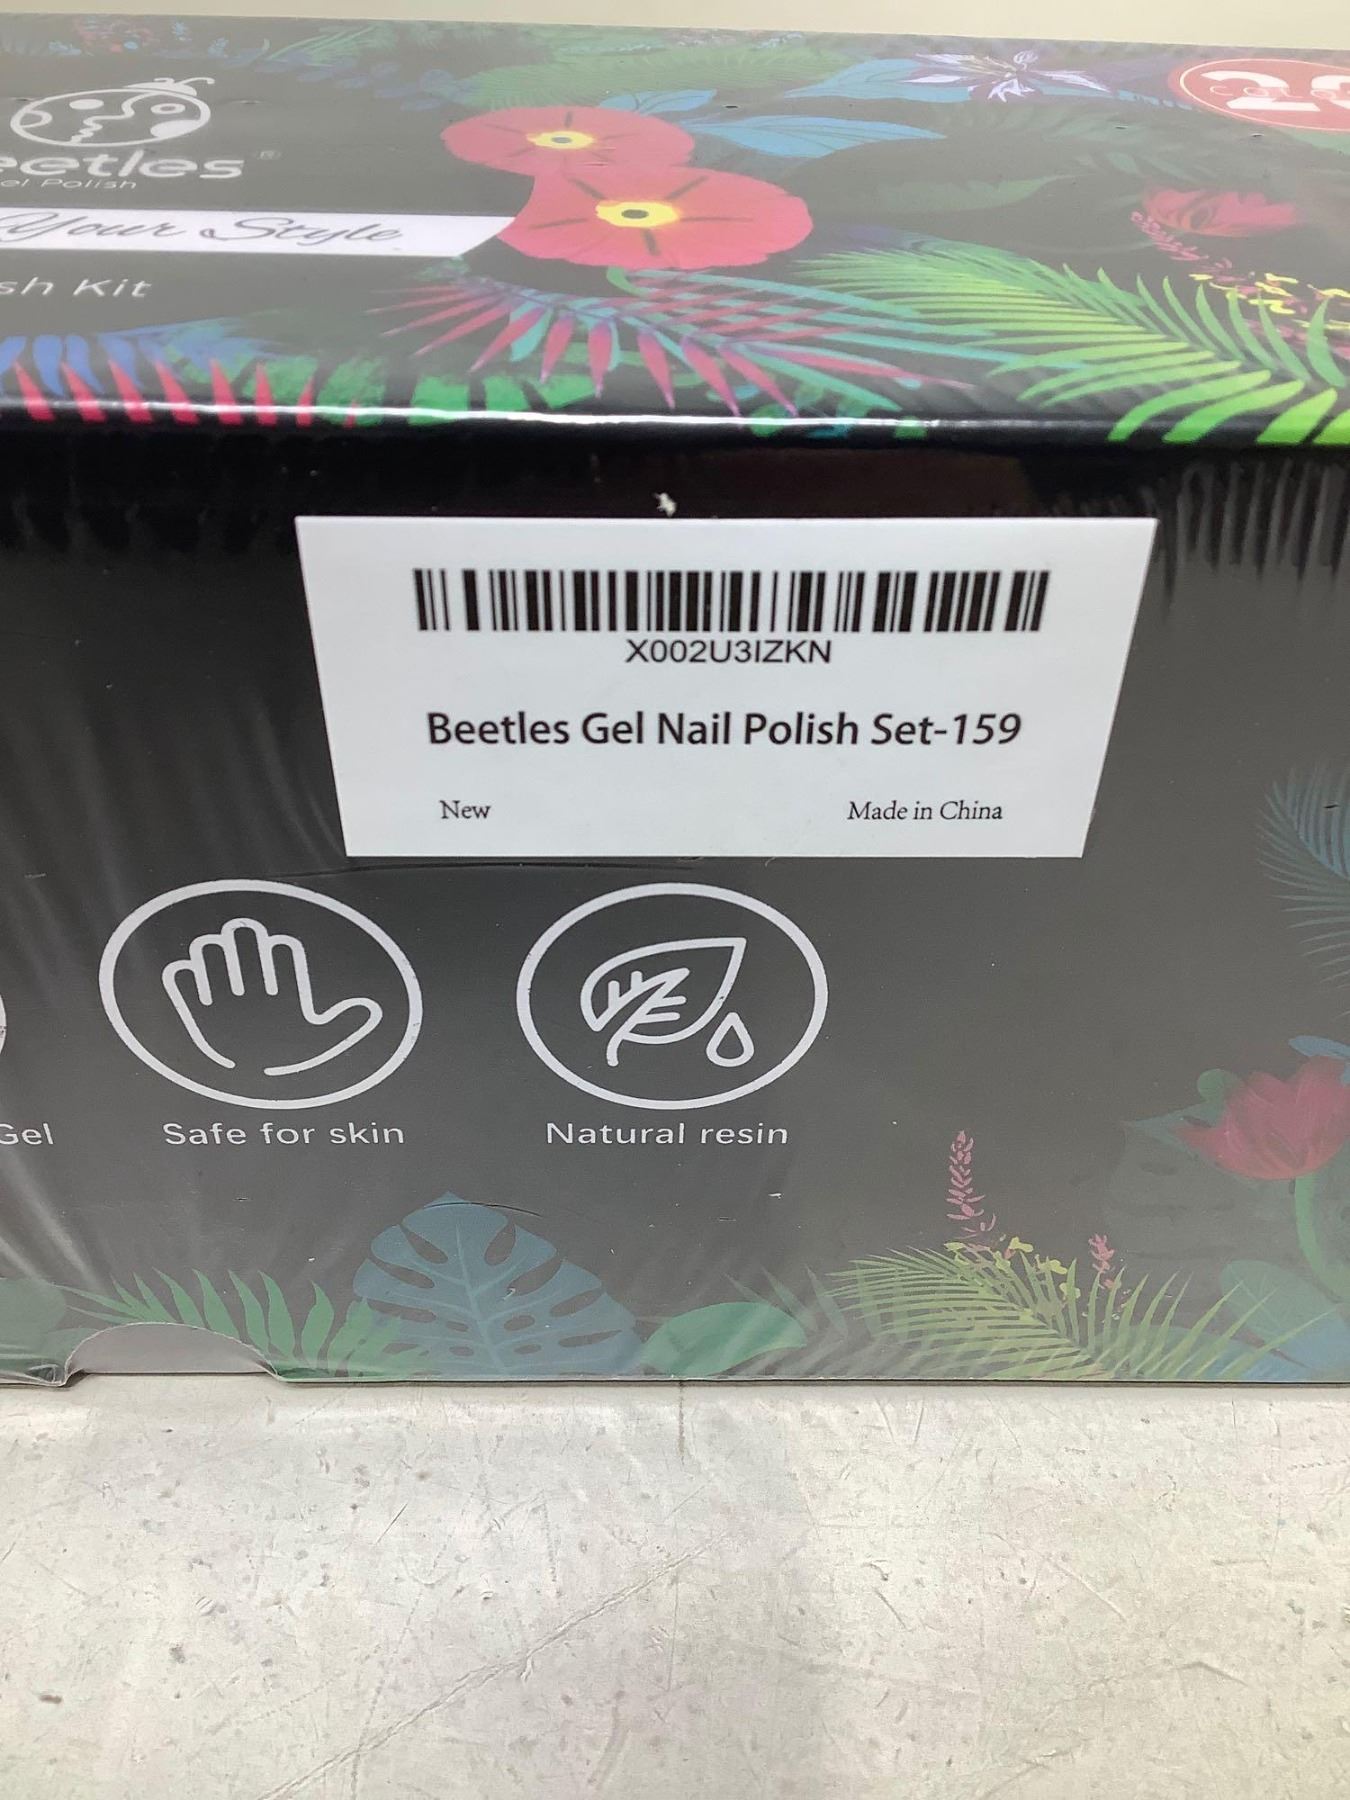 eetles®
el Polish
Your Style
sh Kit
X002U3IZKN
Beetles Gel Nail Polish Set-159
New Made in China
Gel Safe for skin Natural resin